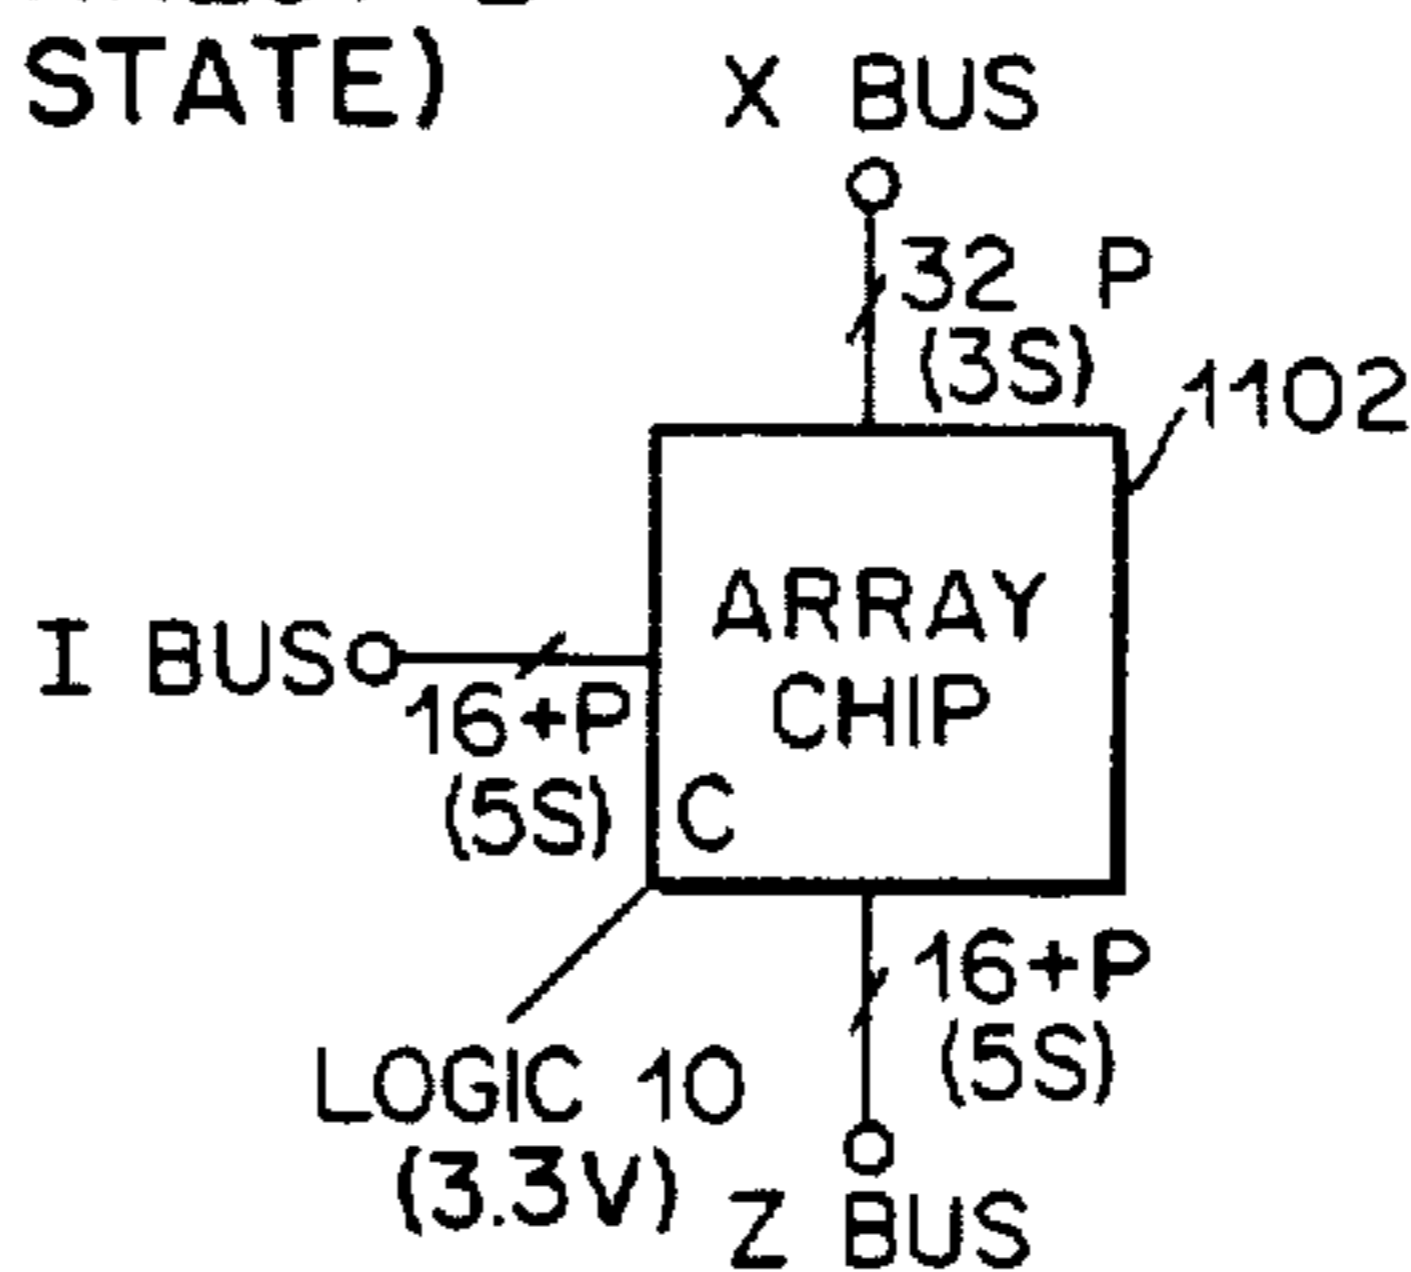 STATE)
X BUS
32 P
(3S)
1102
ARRAY
CHIP
I BUS
16+P
(5S)
C
16+P
(5S)
LOGIC 10
(3.3V)
Z BUS